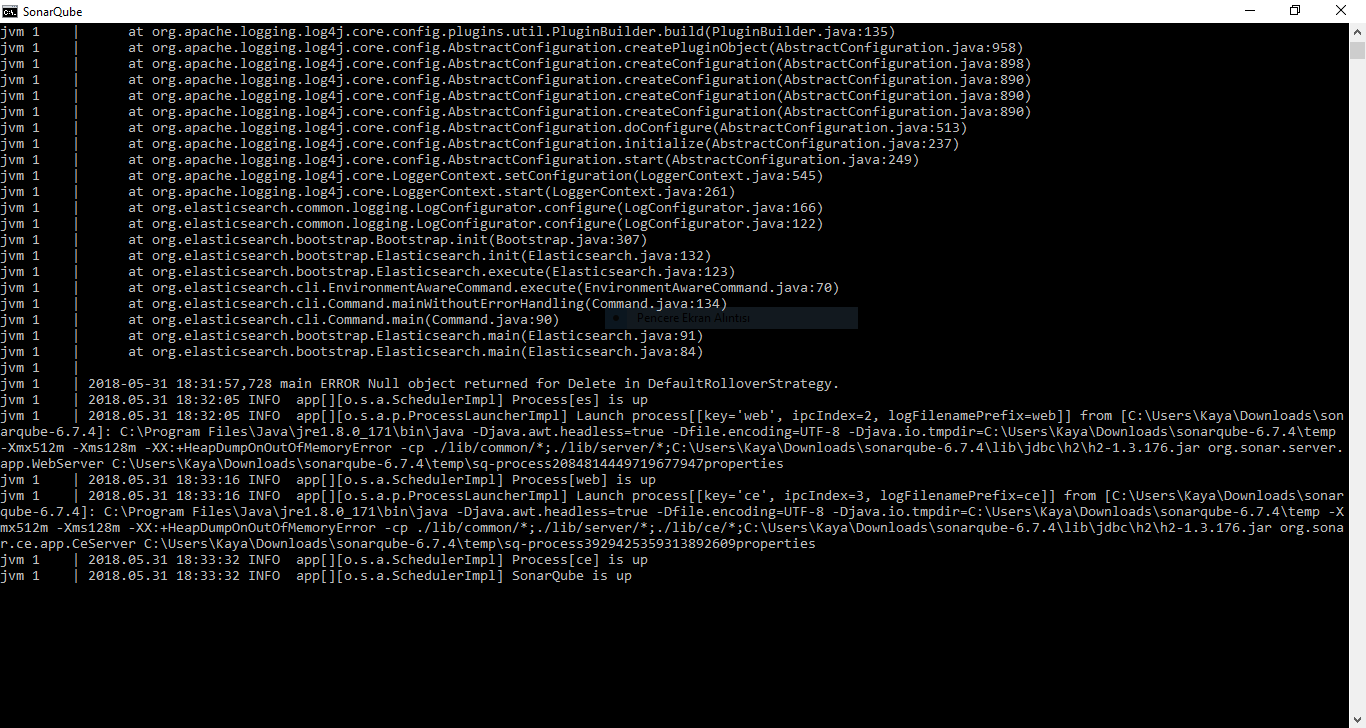 SonarQube
jvm 1    |      at org.apache.logging.log4j.core.config.plugins.util.PluginBuilder.build(PluginBuilder.java:135)
jvm 1    |      at org.apache.logging.log4j.core.config.AbstractConfiguration.createPluginObject(AbstractConfiguration.java:958)
jvm 1    |      at org.apache.logging.log4j.core.config.AbstractConfiguration.createConfiguration(AbstractConfiguration.java:898)
jvm 1    |      at org.apache.logging.log4j.core.config.AbstractConfiguration.createConfiguration(AbstractConfiguration.java:890)
jvm 1    |      at org.apache.logging.log4j.core.config.AbstractConfiguration.createConfiguration(AbstractConfiguration.java:890)
jvm 1    |      at org.apache.logging.log4j.core.config.AbstractConfiguration.createConfiguration(AbstractConfiguration.java:890)
jvm 1    |      at org.apache.logging.log4j.core.config.AbstractConfiguration.doConfigure(AbstractConfiguration.java:513)
jvm 1    |      at org.apache.logging.log4j.core.config.AbstractConfiguration.initialize(AbstractConfiguration.java:237)
jvm 1    |      at org.apache.logging.log4j.core.config.AbstractConfiguration.start(AbstractConfiguration.java:249)
jvm 1    |      at org.apache.logging.log4j.core.LoggerContext.setConfiguration(LoggerContext.java:545)
jvm 1    |      at org.apache.logging.log4j.core.LoggerContext.start(LoggerContext.java:261)
jvm 1    |      at org.elasticsearch.common.logging.LogConfigurator.configure(LogConfigurator.java:166)
jvm 1    |      at org.elasticsearch.common.logging.LogConfigurator.configure(LogConfigurator.java:122)
jvm 1    |      at org.elasticsearch.bootstrap.Bootstrap.init(Bootstrap.java:307)
jvm 1    |      at org.elasticsearch.bootstrap.Elasticsearch.init(Elasticsearch.java:132)
jvm 1    |      at org.elasticsearch.bootstrap.Elasticsearch.execute(Elasticsearch.java:123)
jvm 1    |      at org.elasticsearch.cli.EnvironmentAwareCommand.execute(EnvironmentAwareCommand.java:70)
jvm 1    |      at org.elasticsearch.cli.Command.mainWithoutErrorHandling(Command.java:134)
jvm 1    |      at org.elasticsearch.cli.Command.main(Command.java:90)
Pencere Ekran Alıntısı
jvm 1    |      at org.elasticsearch.bootstrap.Elasticsearch.main(Elasticsearch.java:91)
jvm 1    |      at org.elasticsearch.bootstrap.Elasticsearch.main(Elasticsearch.java:84)
jvm 1    |
jvm 1    | 2018-05-31 18:31:57,728 main ERROR Null object returned for Delete in DefaultRolloverStrategy.
jvm 1    | 2018.05.31 18:32:05 INFO  app[][o.s.a.SchedulerImpl] Process[es] is up
jvm 1    | 2018.05.31 18:32:05 INFO  app[][o.s.a.p.ProcessLauncherImpl] Launch process[[key='web', ipcIndex=2, logFilenamePrefix=web]] from [C:\Users\Kaya\Downloads\son
arqube-6.7.4]: C:\Program Files\Java\jre1.8.0_171\bin\java -Djava.awt.headless=true -Dfile.encoding=UTF-8 -Djava.io.tmpdir=C:\Users\Kaya\Downloads\sonarqube-6.7.4\temp
-Xmx512m -Xms128m -XX:+HeapDumpOnOutOfMemoryError -cp ./lib/common/*;./lib/server/*;C:\Users\Kaya\Downloads\sonarqube-6.7.4\lib\jdbc\h2\h2-1.3.176.jar org.sonar.server.
app.WebServer C:\Users\Kaya\Downloads\sonarqube-6.7.4\temp\sq-process2084814449719677947properties
jvm 1    | 2018.05.31 18:33:16 INFO  app[][o.s.a.SchedulerImpl] Process[web] is up
jvm 1    | 2018.05.31 18:33:16 INFO  app[][o.s.a.p.ProcessLauncherImpl] Launch process[[key='ce', ipcIndex=3, logFilenamePrefix=ce]] from [C:\Users\Kaya\Downloads\sonar
qube-6.7.4]: C:\Program Files\Java\jre1.8.0_171\bin\java -Djava.awt.headless=true -Dfile.encoding=UTF-8 -Djava.io.tmpdir=C:\Users\Kaya\Downloads\sonarqube-6.7.4\temp -X
mx512m -Xms128m -XX:+HeapDumpOnOutOfMemoryError -cp ./lib/common/*;./lib/server/*;./lib/ce/*;C:\Users\Kaya\Downloads\sonarqube-6.7.4\lib\jdbc\h2\h2-1.3.176.jar org.sona
r.ce.app.CeServer C:\Users\Kaya\Downloads\sonarqube-6.7.4\temp\sq-process3929425359313892609properties
jvm 1    | 2018.05.31 18:33:32 INFO  app[][o.s.a.SchedulerImpl] Process[ce] is up
jvm 1    | 2018.05.31 18:33:32 INFO  app[][o.s.a.SchedulerImpl] SonarQube is up